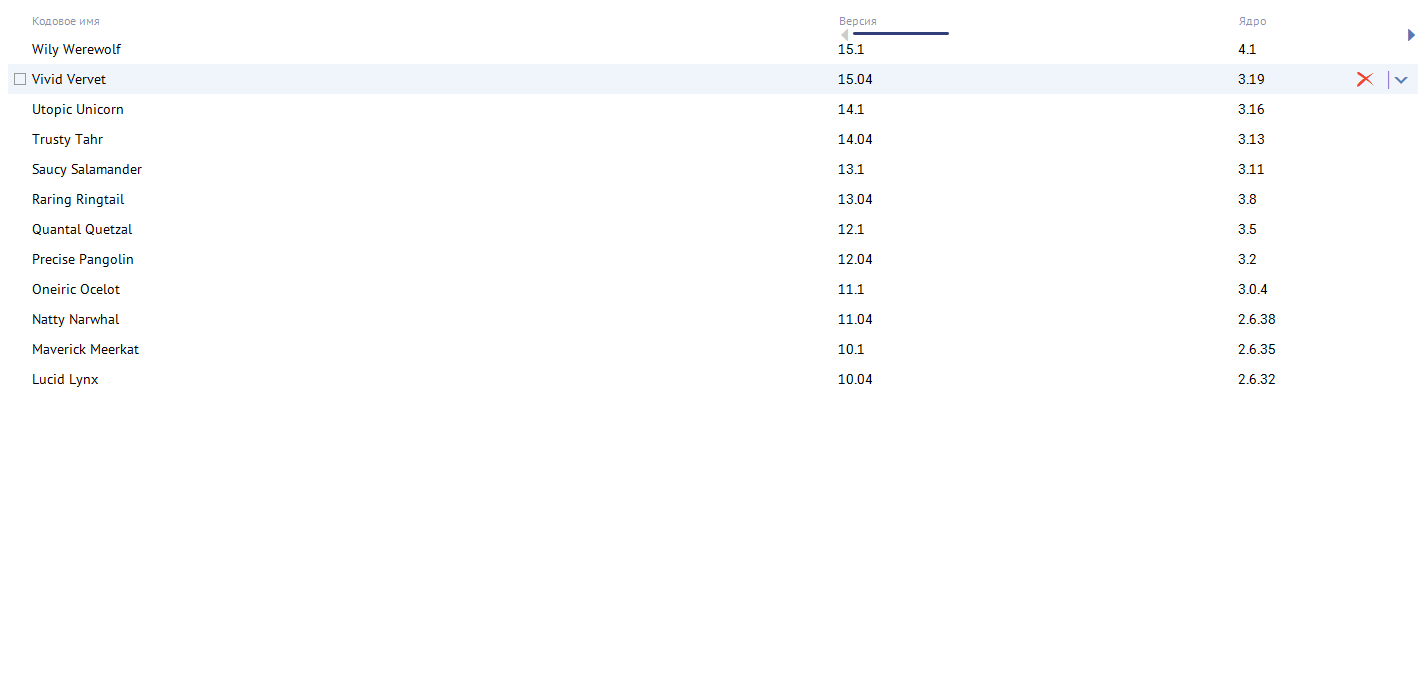 Кодовое имя Версия Ядро
Wily Werewolf 15.1 4.1
Vivid Vervet 15.04 3.19
Utopic Unicorn 14.1 3.16
Trusty Tahr 14.04 3.13
Saucy Salamander 13.1 3.11
Raring Ringtail 13.04 3.8
Quantal Quetzal 12.1 3.5
Precise Pangolin 12.04 3.2
Oneiric Ocelot 11.1 3.0.4
Natty Narwhal 11.04 2.6.38
Maverick Meerkat 10.1 2.6.35
Lucid Lynx 10.04 2.6.32